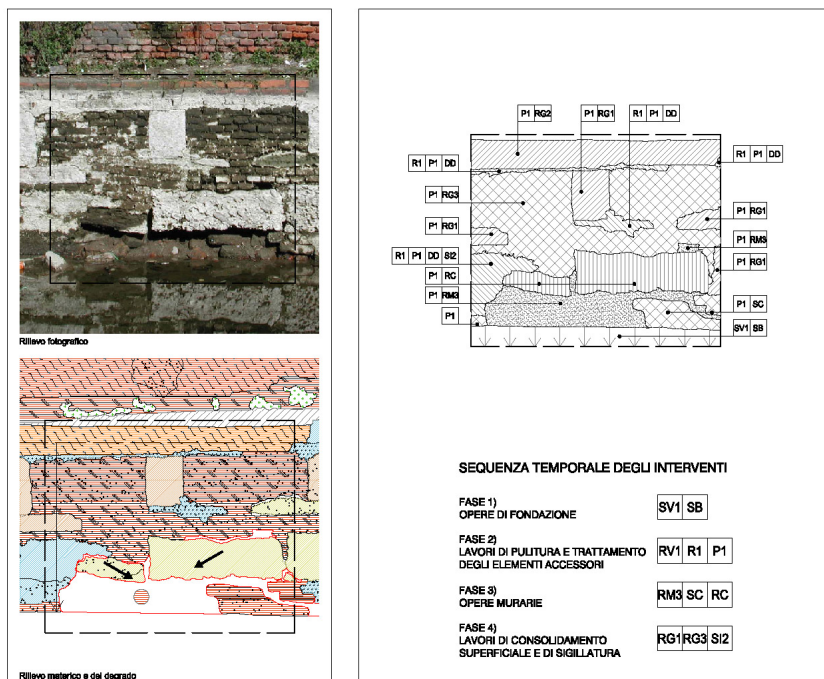 Rilievo fotografico
Rilievo materico e del degrado
P1 RG2
P1 RG1
R1 P1 DD
R1 P1 DD
R1 P1 DD
P1 RG3
P1 RG1
P1 RG1
P1 RM3
R1 P1 DD SI2
P1 RG1
P1 RC
P1 RM3
P1 SC
P1
SV1 SB
SEQUENZA TEMPORALE DEGLI INTERVENTI
FASE 1)
OPERE DI FONDAZIONE
SV1 SB
FASE 2)
LAVORI DI PULITURA E TRATTAMENTO
DEGLI ELEMENTI ACCESSORI
RV1 R1 P1
FASE 3)
OPERE MURARIE
RM3 SC RC
FASE 4)
LAVORI DI CONSOLIDAMENTO
SUPERFICIALE E DI SIGILLATURA
RG1 RG3 SI2